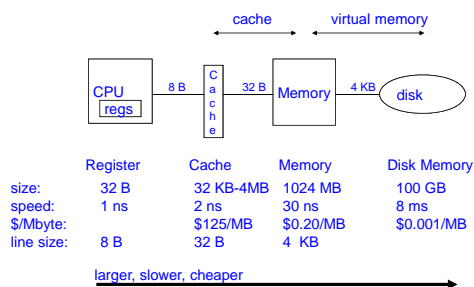 cache virtual memory
CPU
regs
8 B
C
a
c
h
e
32 B
Memory
4 KB
disk
Register Cache Memory Disk Memory
size: 32 B 32 KB-4MB 1024 MB 100 GB
speed: 1 ns 2 ns 30 ns 8 ms
$/Mbyte: $125/MB $0.20/MB $0.001/MB
line size: 8 B 32 B 4 KB
larger, slower, cheaper